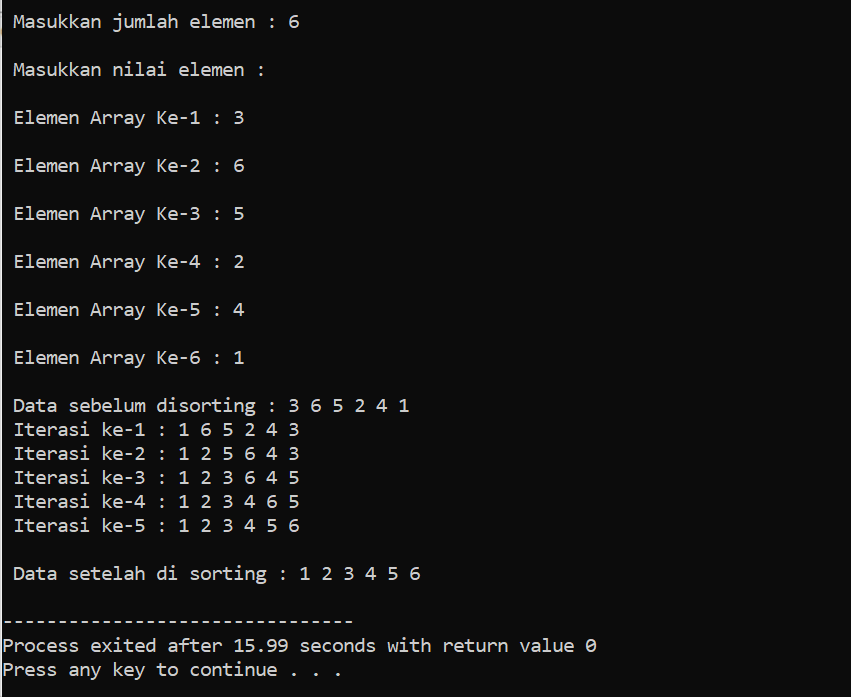 Masukkan jumlah elemen : 6
Masukkan nilai elemen :
Elemen Array Ke-1 : 3
Elemen Array Ke-2 : 6
Elemen Array Ke-3 : 5
Elemen Array Ke-4 : 2
Elemen Array Ke-5 : 4
Elemen Array Ke-6 : 1
Data sebelum disorting : 3 6 5 2 4 1
Iterasi ke-1 : 1 6 5 2 4 3
Iterasi ke-2 : 1 2 5 6 4 3
Iterasi ke-3 : 1 2 3 6 4 5
Iterasi ke-4 : 1 2 3 4 6 5
Iterasi ke-5 : 1 2 3 4 5 6
Data setelah di sorting : 1 2 3 4 5 6
--------------------------------
Process exited after 15.99 seconds with return value 0
Press any key to continue . . .